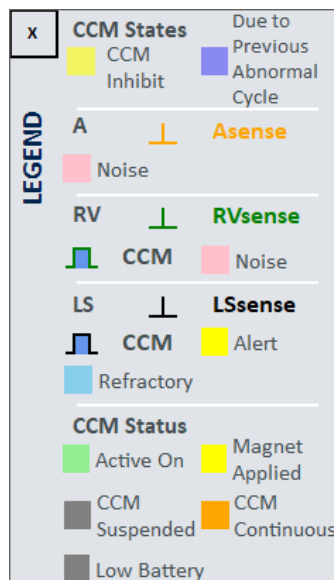 X
LEGEND
CCM States
CCM
Inhibit
Due to
Previous
Abnormal
Cycle
A
Asense
Noise
RV
RVsense
CCM
Noise
LS
LSsense
CCM
Alert
Refractory
CCM Status
Active On
Magnet
Applied
CCM
Suspended
CCM
Continuous
Low Battery